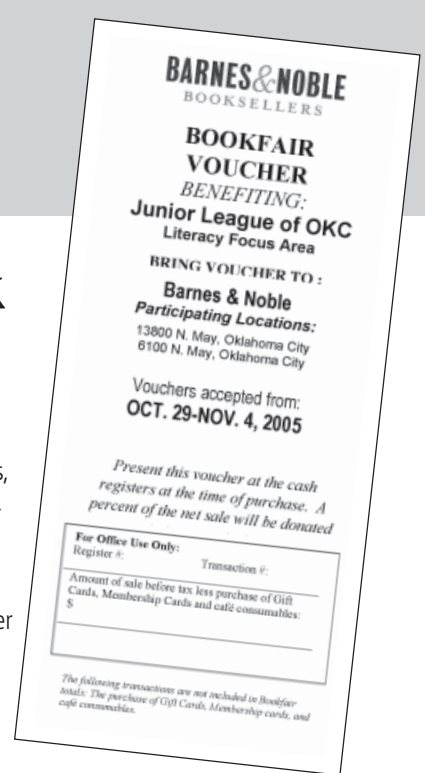 BARNES&NOBLE
BOOKSELLERS
BOOKFAIR
VOUCHER
BENEFITING:
Junior League of OKC
Literacy Focus Area
BRING VOUCHER TO :
Barnes & Noble
Participating Locations:
13800 N. May, Oklahoma City
6100 N. May, Oklahoma City
Vouchers accepted from:
OCT. 29-NOV. 4, 2005
Present this voucher at the cash
registers at the time of purchase. A
percent of the net sale will be donated
For Office Use Only:
Register #: Transaction #:
Amount of sale before tax less purchase of Gift
Cards, Membership Cards and café consumables:
$
The following transactions are not included in Bookfair
totals: The purchase of Gift Cards, Membership cards, and
café consumables.